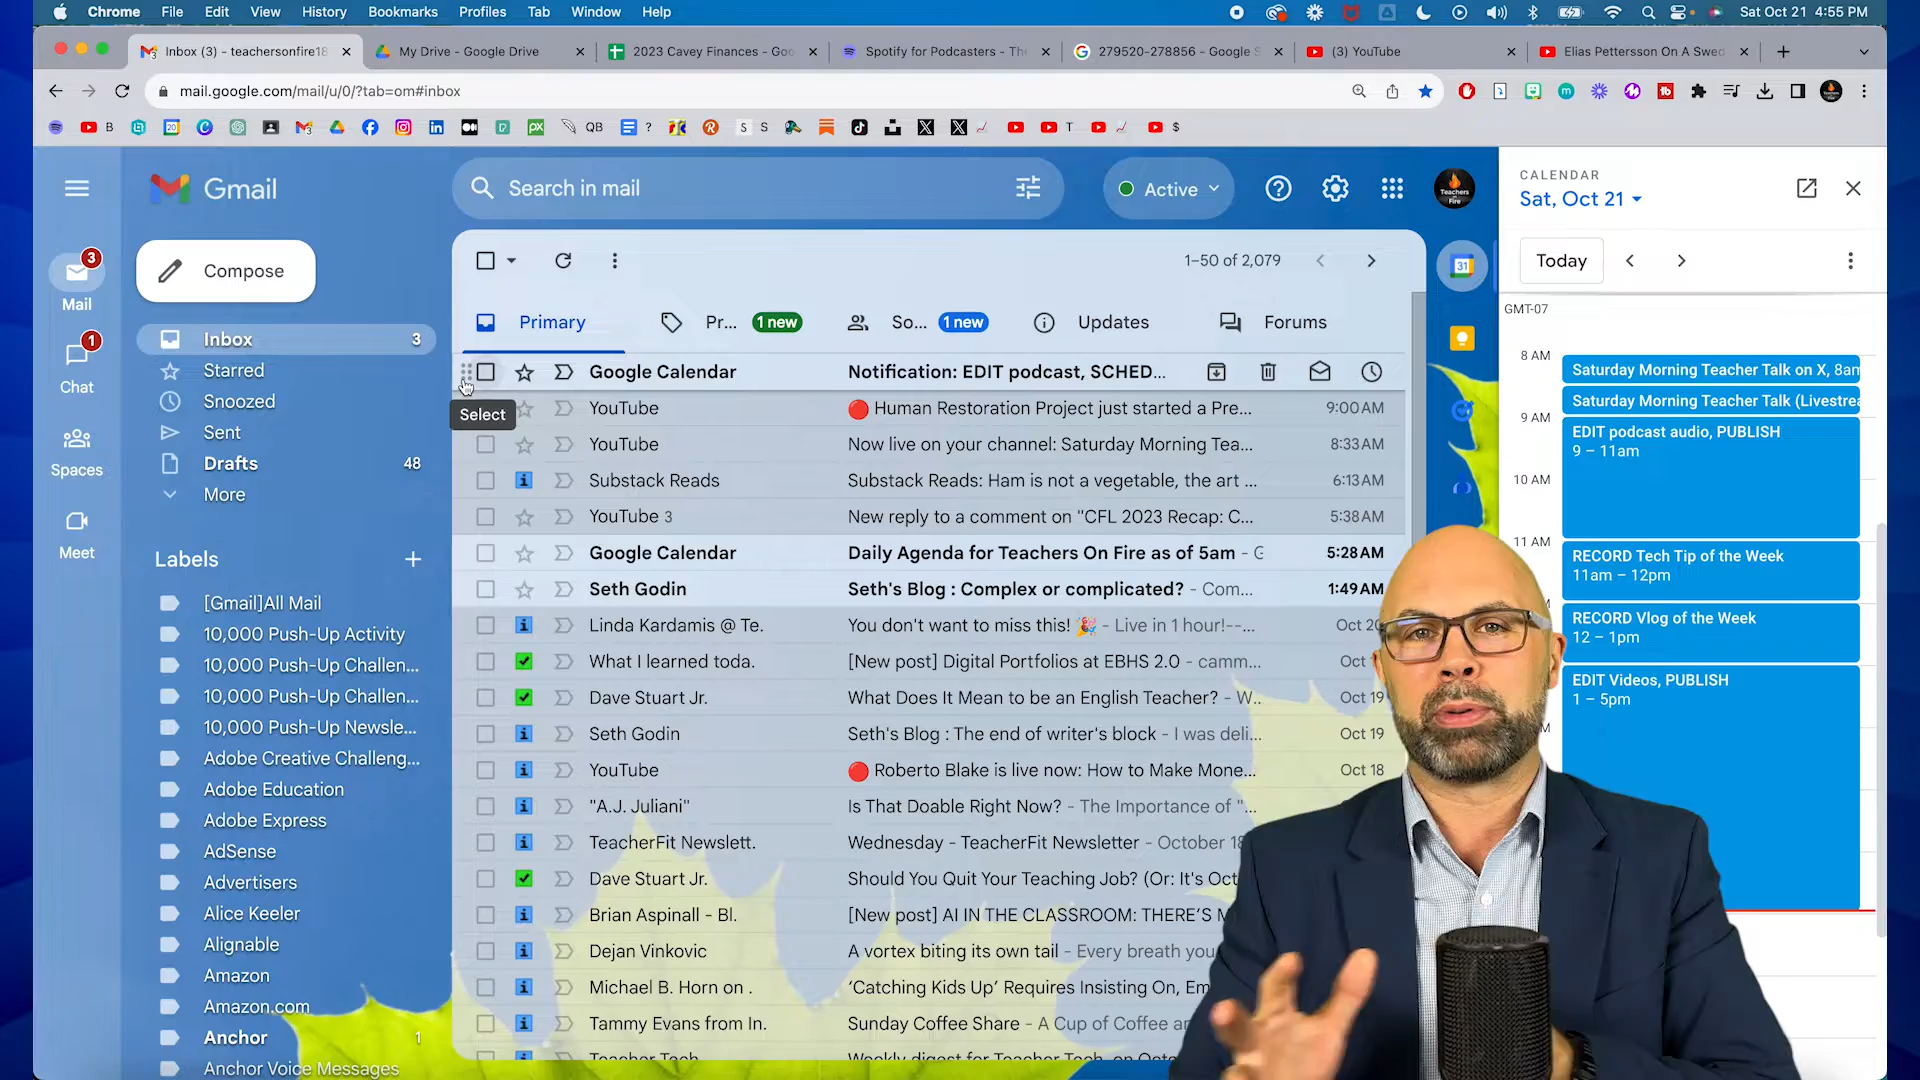 Chrome File Edit View History Bookmarks Profiles Tab Window Help Sat Oct 21 4:55 PM
Inbox (3) - teachersonfire18 My Drive - Google Drive 2023 Cavey Finances - Goo Spotify for Podcasters - The 279520-278856 - Google S (3) YouTube Elias Pettersson On A Swed
mail.google.com/mail/u/0/?tab=om#inbox
B QB ? S T $
Gmail Search in mail Active
Teachers on Fire
CALENDAR
Sat, Oct 21
Compose 1–50 of 2,079 Today
3
Mail
1
Chat
Spaces
Meet
Inbox 3
Starred
Snoozed
Sent
Drafts 48
More
Labels
[Gmail]All Mail
10,000 Push-Up Activity
10,000 Push-Up Challen...
10,000 Push-Up Challen...
10,000 Push-Up Newsle...
Adobe Creative Challeng...
Adobe Education
Adobe Express
AdSense
Advertisers
Alice Keeler
Alignable
Amazon
Amazon.com
Anchor 1
Anchor Voice Messages
Primary Pr... 1 new So... 1 new Updates Forums
Google Calendar Notification: EDIT podcast, SCHED...
Select
YouTube Human Restoration Project just started a Pre... 9:00 AM
YouTube Now live on your channel: Saturday Morning Tea... 8:33 AM
Substack Reads Substack Reads: Ham is not a vegetable, the art ... 6:13 AM
YouTube 3 New reply to a comment on "CFL 2023 Recap: C... 5:38 AM
Google Calendar Daily Agenda for Teachers On Fire as of 5am - G 5:28 AM
Seth Godin Seth's Blog : Complex or complicated? - Com... 1:49 AM
Linda Kardamis @ Te. You don't want to miss this! 🎉 - Live in 1 hour!--... Oct 20
What I learned toda. [New post] Digital Portfolios at EBHS 2.0 - camm... Oct
Dave Stuart Jr. What Does It Mean to be an English Teacher? - W... Oct 19
Seth Godin Seth's Blog : The end of writer's block - I was deli... Oct 19
YouTube Roberto Blake is live now: How to Make Mone... Oct 18
"A.J. Juliani" Is That Doable Right Now? - The Importance of "...
TeacherFit Newslett. Wednesday - TeacherFit Newsletter - October 18
Dave Stuart Jr. Should You Quit Your Teaching Job? (Or: It's Oct
Brian Aspinall - Bl. [New post] AI IN THE CLASSROOM: THERE'S M
Dejan Vinkovic A vortex biting its own tail - Every breath you
Michael B. Horn on . 'Catching Kids Up' Requires Insisting On, Em
Tammy Evans from In. Sunday Coffee Share - A Cup of Coffee an
Teacher Tech Weekly digest for Teacher Tech, on Octo
31
GMT-07
8 AM
Saturday Morning Teacher Talk on X, 8am
Saturday Morning Teacher Talk (Livestrea
9 AM
EDIT podcast audio, PUBLISH
9 – 11am
10 AM
11 AM
RECORD Tech Tip of the Week
11am – 12pm
RECORD Vlog of the Week
12 – 1pm
EDIT Videos, PUBLISH
1 – 5pm